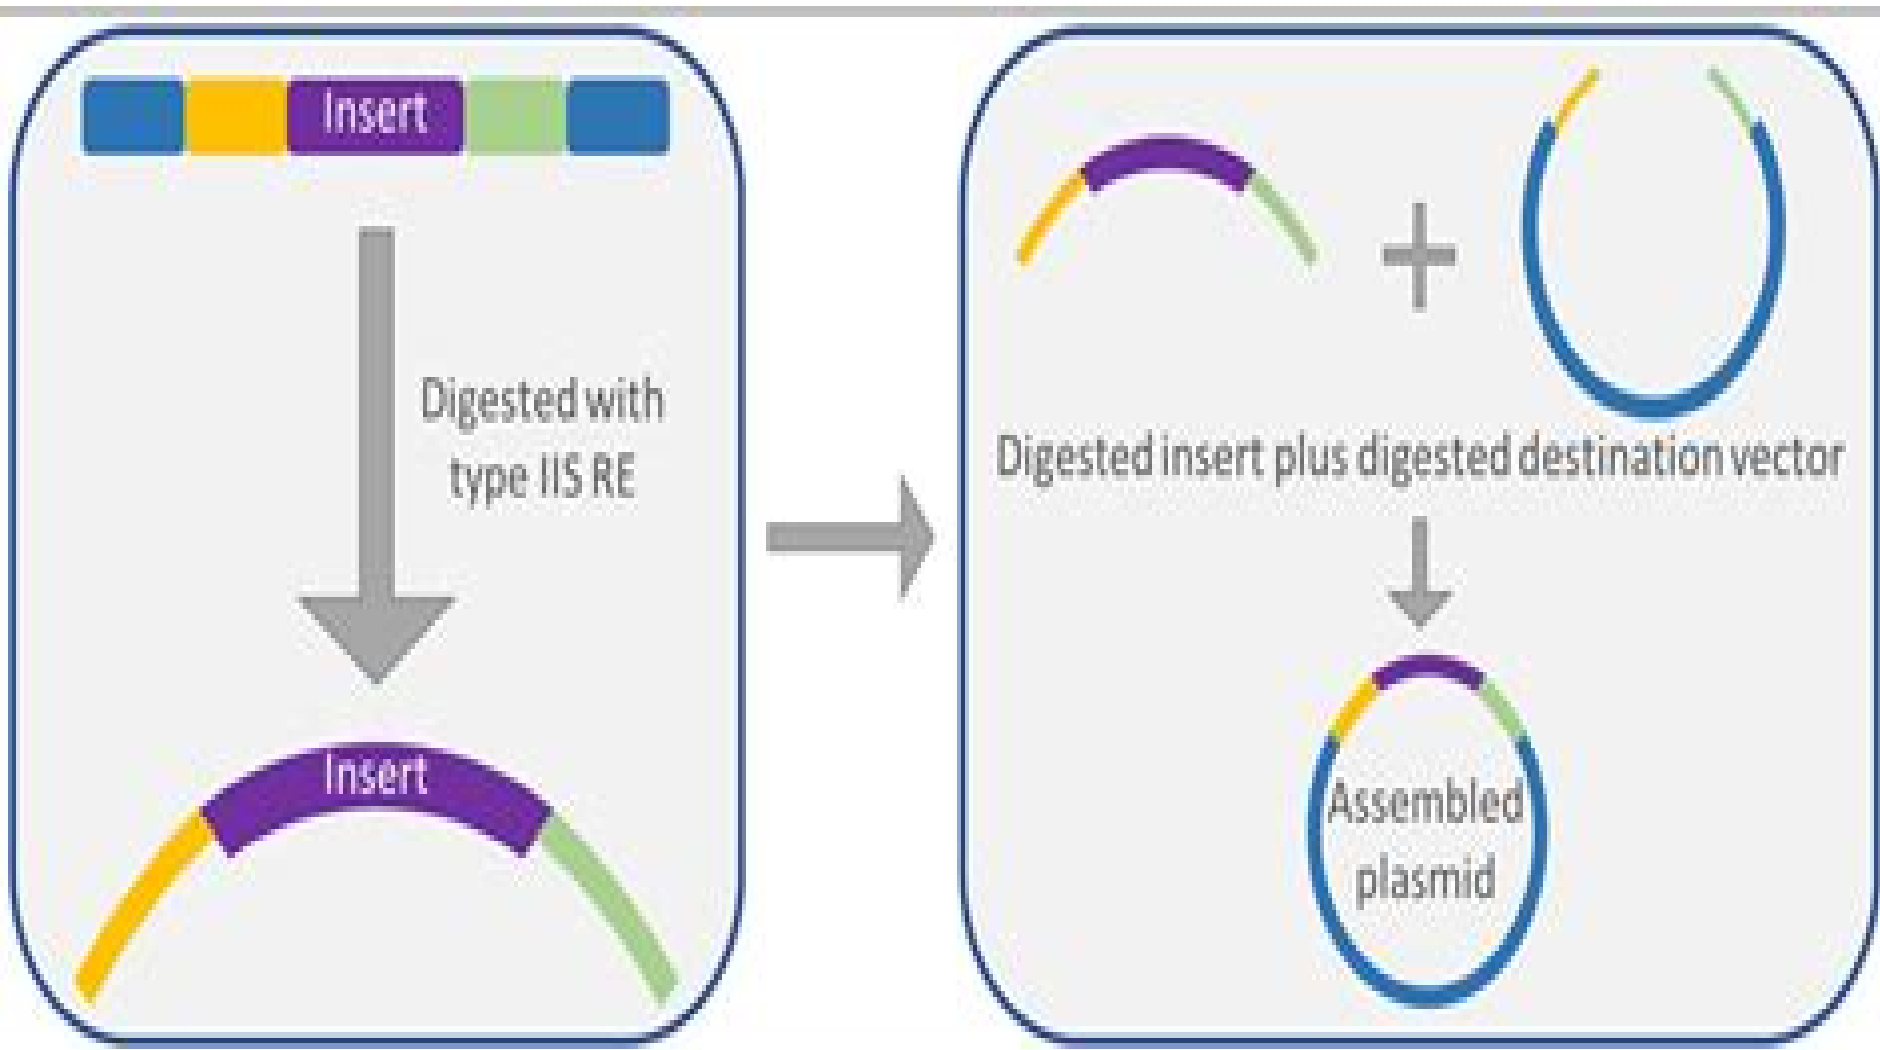 Insert
Digested with
type IIS RE
Insert
Digested insert plus digested destination vector
Assembled
plasmid